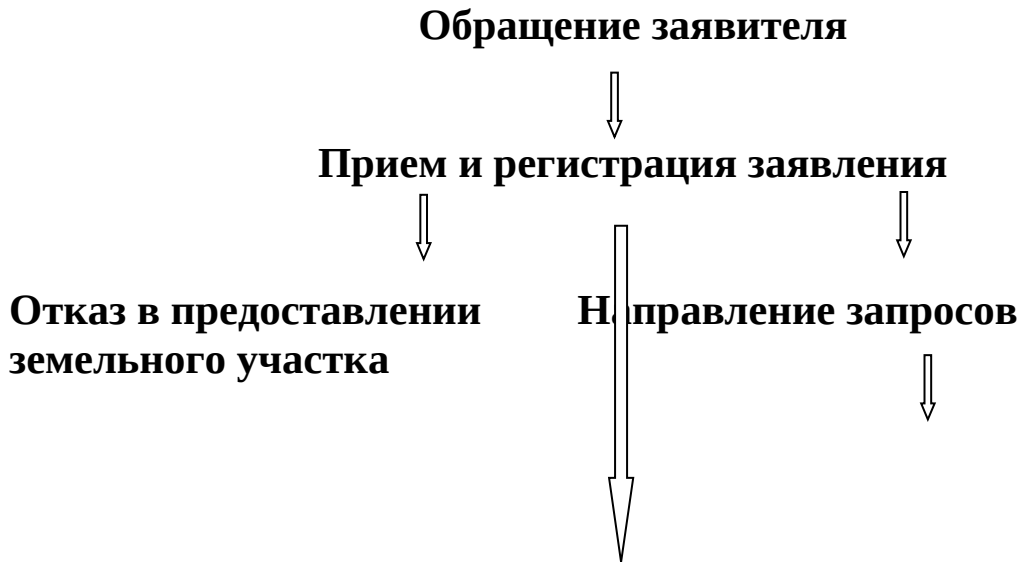 Обращение заявителя
Прием и регистрация заявления
Отказ в предоставлении
земельного участка
Направление запросов